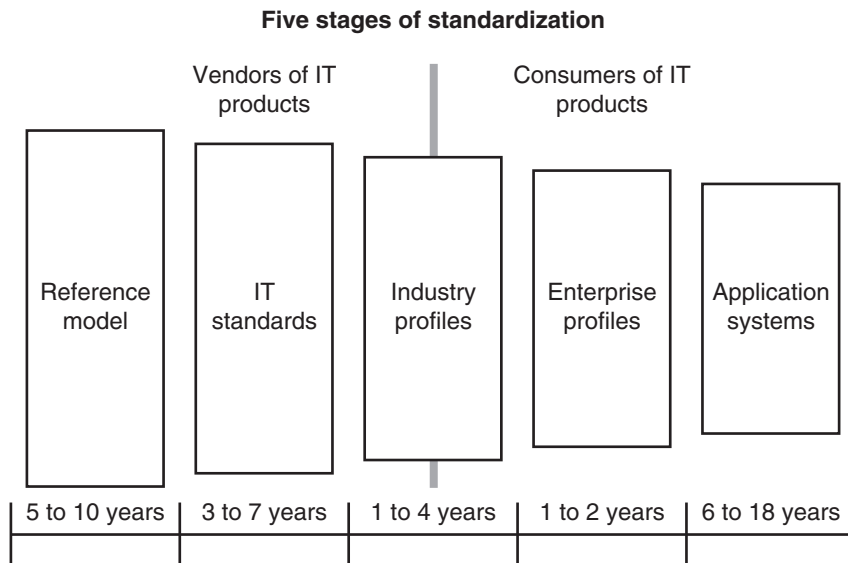 Five stages of standardization
Vendors of IT
products
Consumers of IT
products
Reference
model
IT
standards
Industry
profiles
Enterprise
profiles
Application
systems
5 to 10 years
3 to 7 years
1 to 4 years
1 to 2 years
6 to 18 years